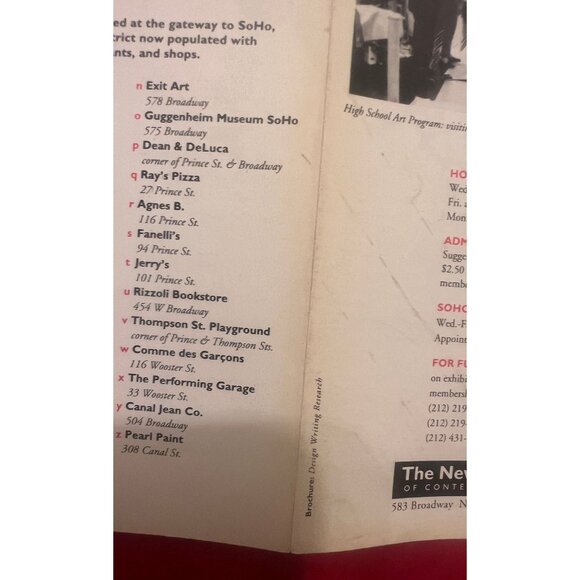 ed at the gateway to SoHo,
trict now populated with
nts, and shops.
n Exit Art
578 Broadway
o Guggenheim Museum SoHo
575 Broadway
p Dean & DeLuca
corner of Prince St. & Broadway
q Ray's Pizza
27 Prince St.
r Agnes B.
116 Prince St.
s Fanelli's
94 Prince St.
t Jerry's
101 Prince St.
u Rizzoli Bookstore
454 W Broadway
v Thompson St. Playground
corner of Prince & Thompson Sts.
w Comme des Garçons
116 Wooster St.
x The Performing Garage
33 Wooster St.
y Canal Jean Co.
504 Broadway
z Pearl Paint
308 Canal St.
Brochure: Design Writing Research
High School Art Program: visitin
HO
Wed
Fri. a
Mon
ADM
Sugge
$2.50
membe
SOHO
Wed.-F
Appoint
FOR FU
on exhibi
membersh
(212) 219
(212) 219-
(212) 431-
The New
OF CONTE
583 Broadway N